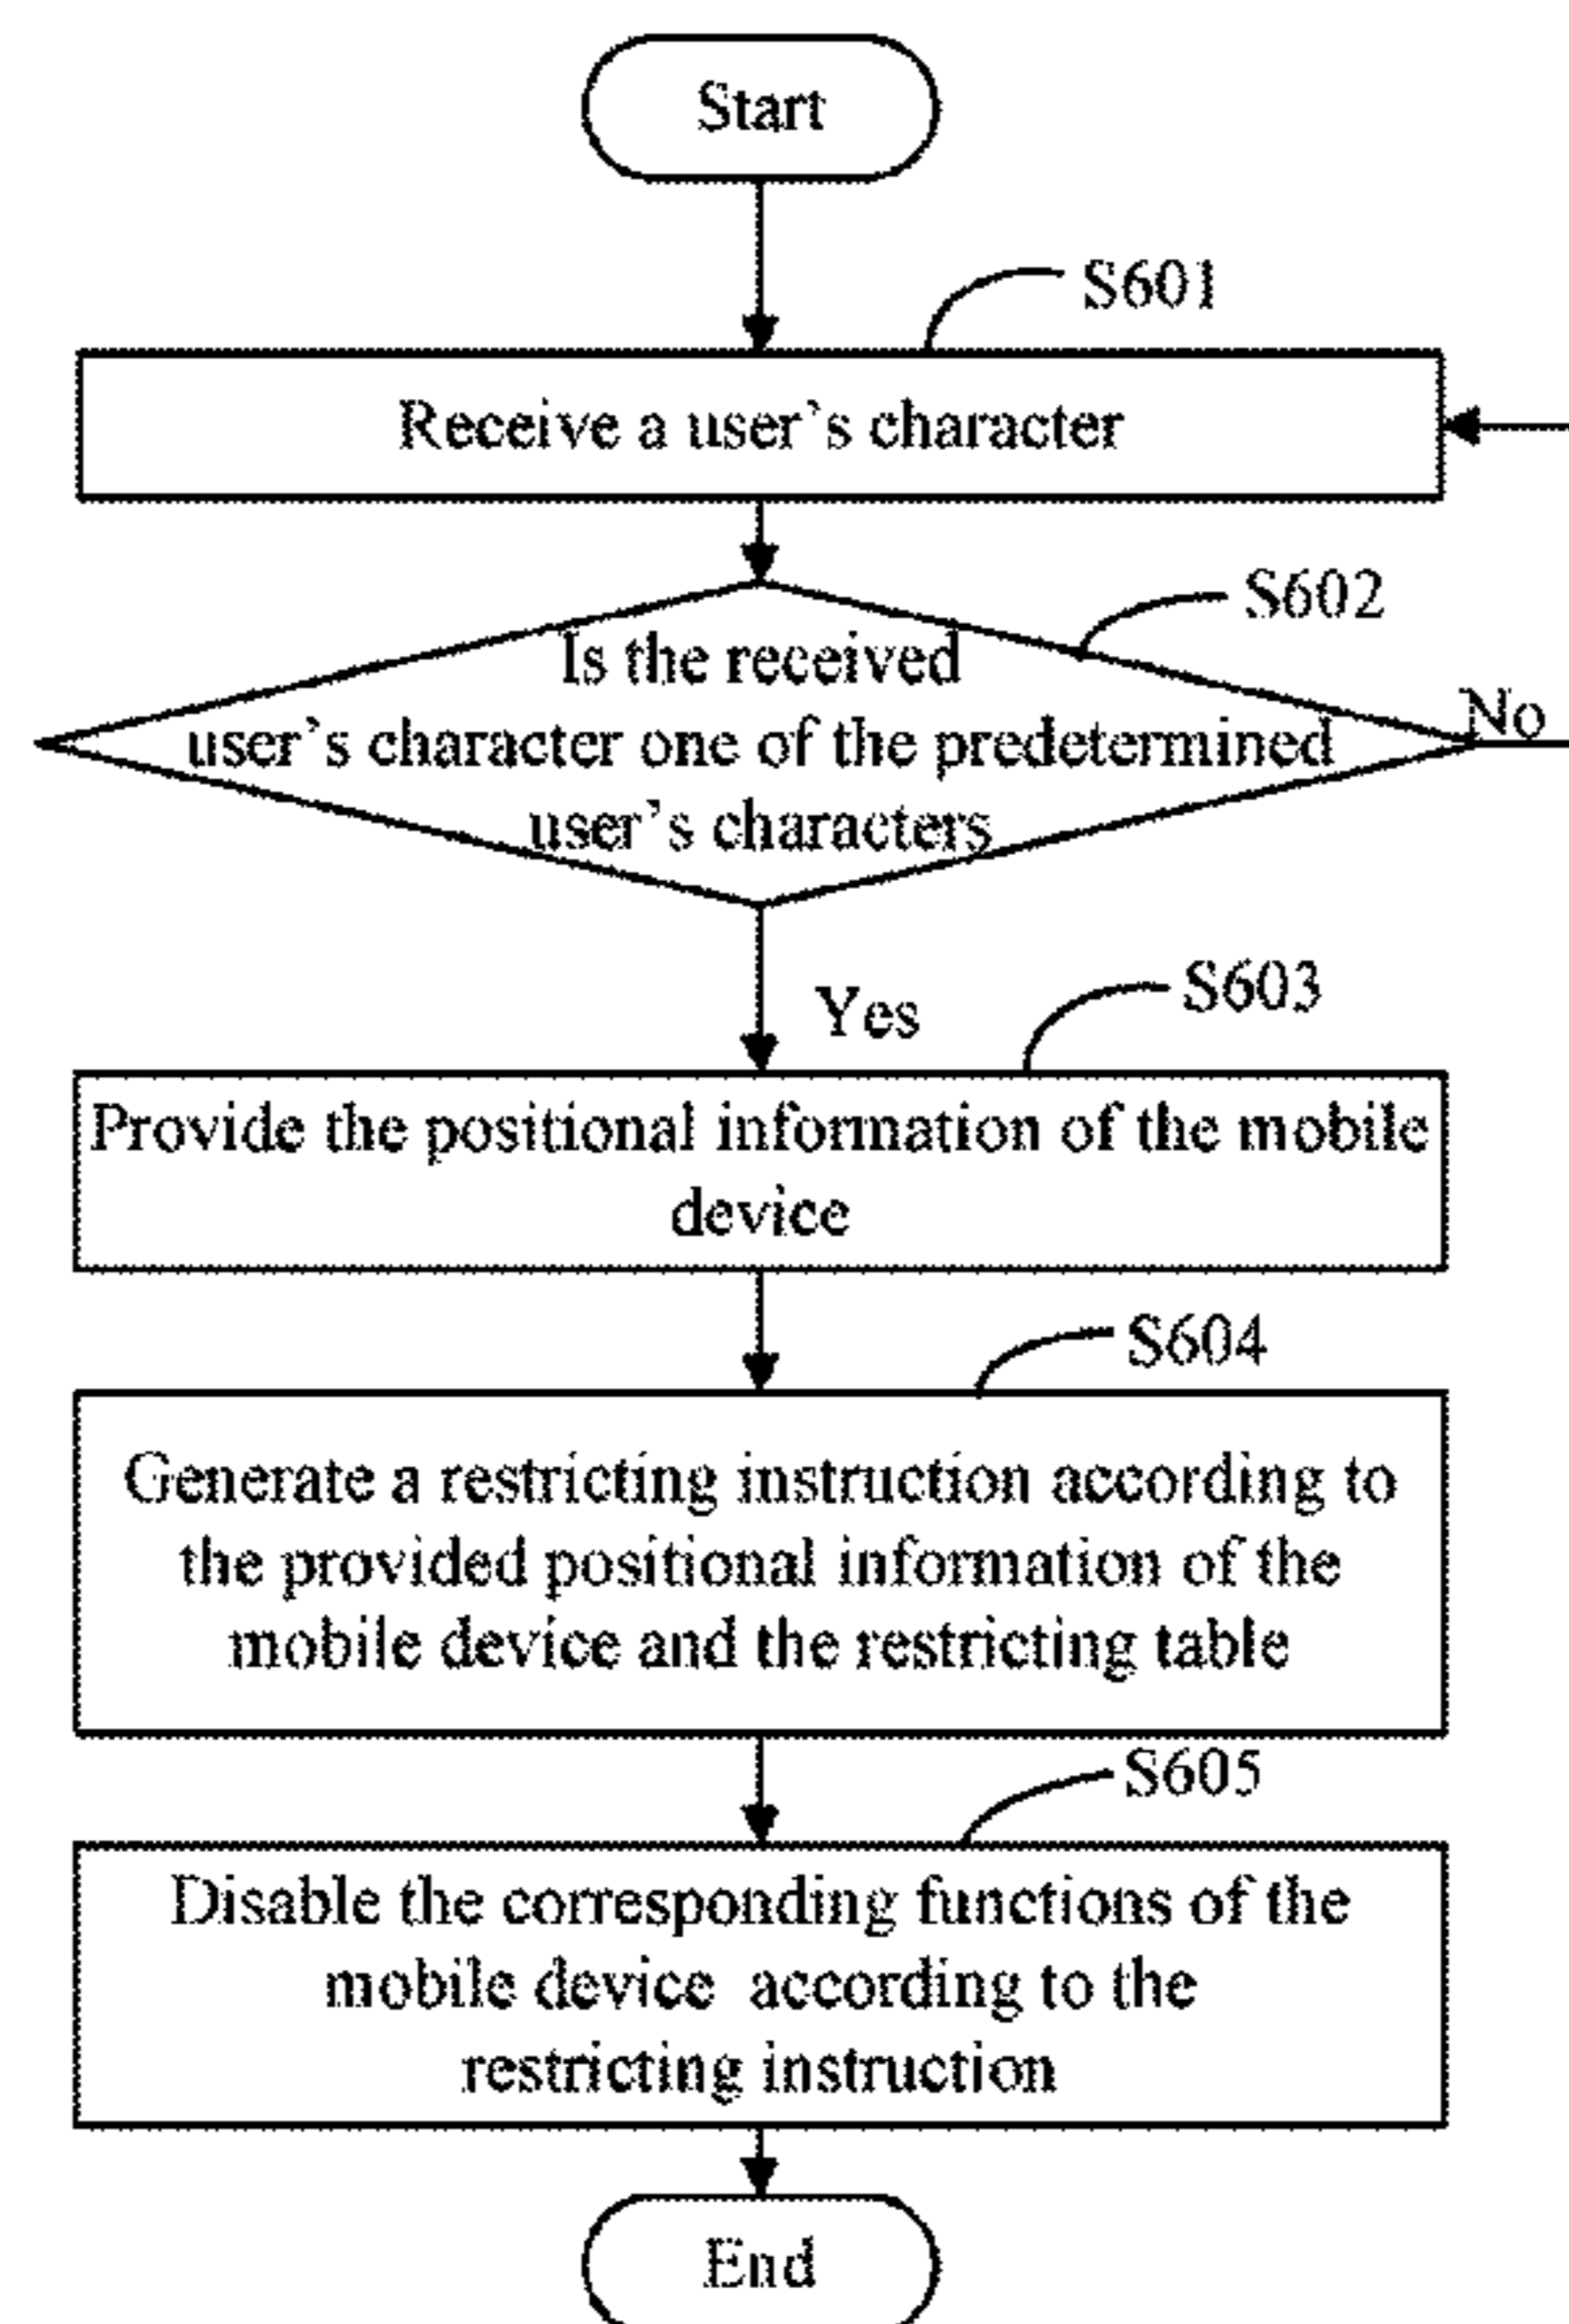 Start
S601
Receive a user's character
S602
Is the received
user's character one of the predetermined
user's characters
No
Yes
S603
Provide the positional information of the mobile
device
S604
Generate a restricting instruction according to
the provided positional information of the
mobile device and the restricting table
S605
Disable the corresponding functions of the
mobile device according to the
restricting instruction
End